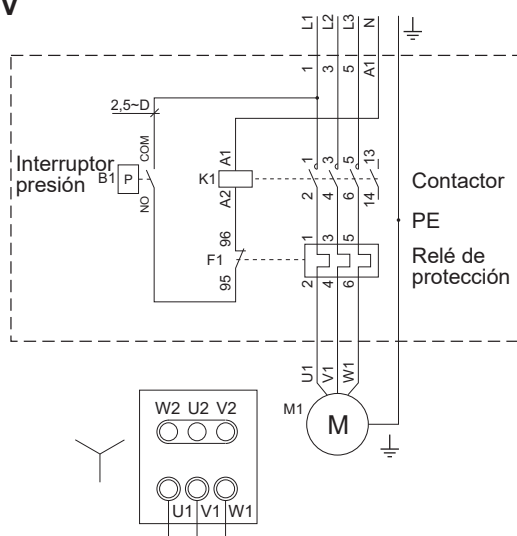 V
L1 L2 L3 N
1 3 5 A1
2,5~D
Interruptor
presión
B1 P
COM
NO
K1
A1
A2
1 3 5 13
2 4 6 14
Contactor
PE
96
F1
95
1 3 5
2 4 6
Relé de
protección
U1 V1 W1
M1
M
W2 U2 V2
U1 V1 W1